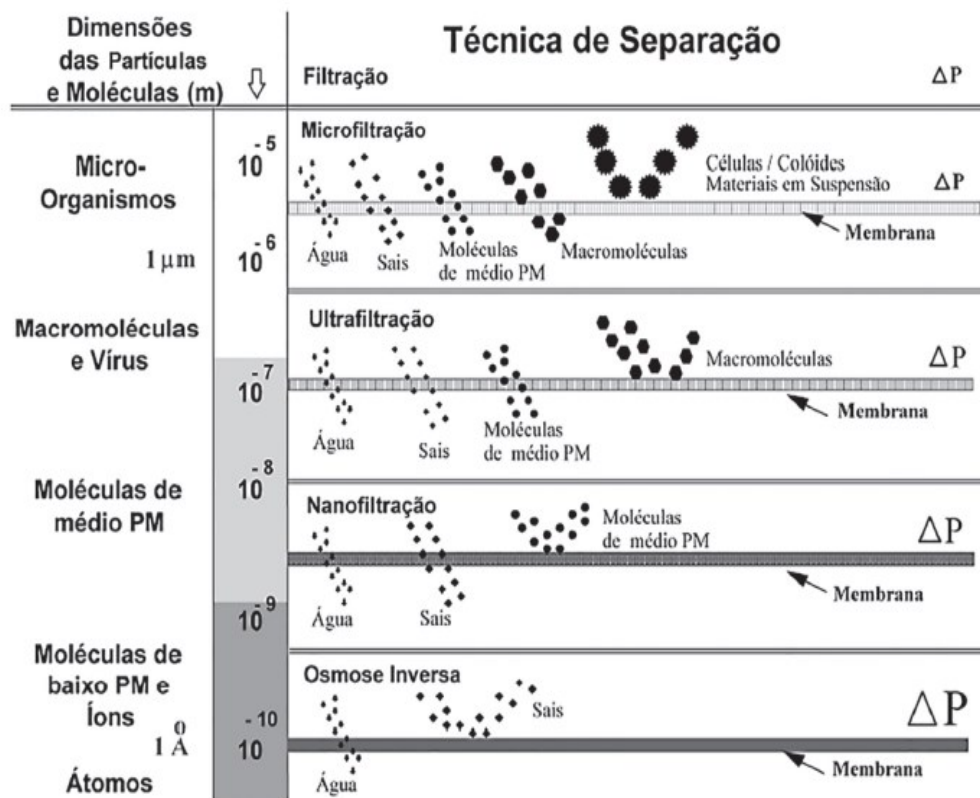 Dimensões
das Partículas
e Moléculas (m)
Técnica de Separação
Filtração
ΔP
Micro-
Organismos
1 μm
10 -5
10 -6
Microfiltração
Células / Colóides
Materiais em Suspensão
ΔP
Membrana
Água
Sais
Moléculas
de médio PM
Macromoléculas
Macromoléculas
e Vírus
10 -7
Ultrafiltração
Macromoléculas
ΔP
Membrana
Água
Sais
Moléculas
de médio PM
Moléculas de
médio PM
10 -8
10 -9
Nanofiltração
Moléculas
de médio PM
ΔP
Membrana
Água
Sais
Moléculas de
baixo PM e
Íons
1 Å
Átomos
10 -10
Osmose Inversa
Sais
ΔP
Membrana
Água